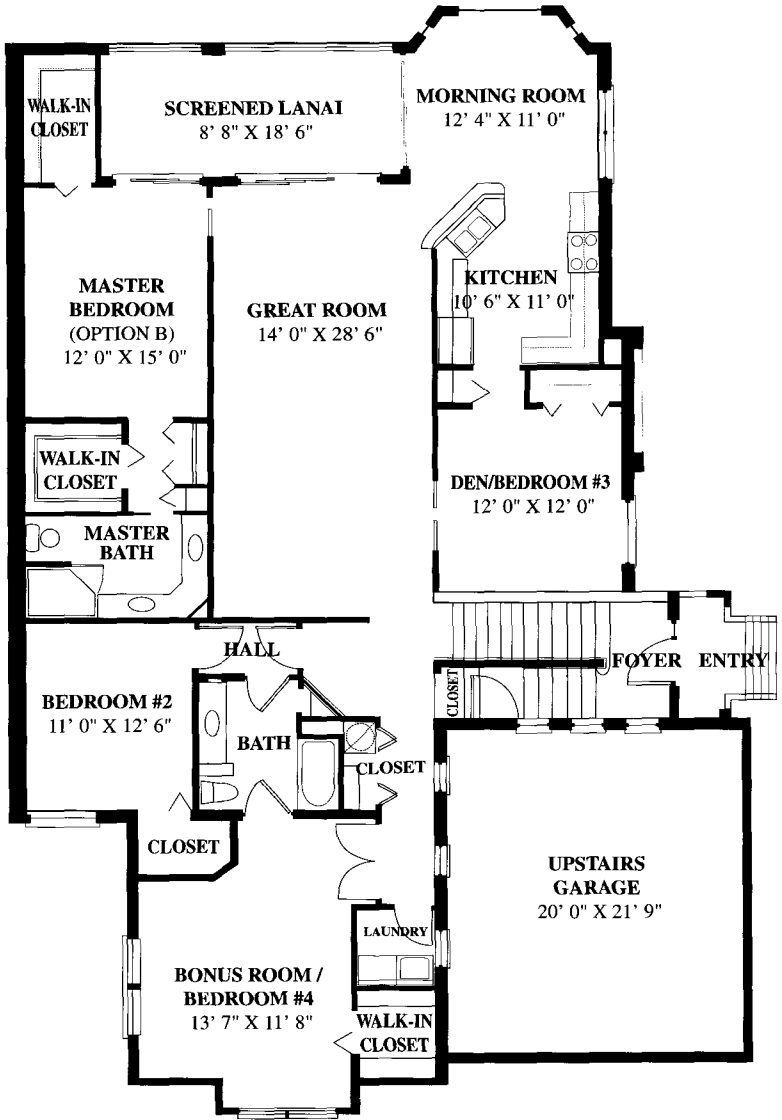 MORNING ROOM
12' 4" X 11' 0"
WALK-IN
CLOSET
SCREENED LANAI
8' 8" X 18' 6"
MASTER
BEDROOM
(OPTION B)
12' 0" X 15' 0"
GREAT ROOM
14' 0" X 28' 6"
KITCHEN
10' 6" X 11' 0"
WALK-IN
CLOSET
DEN/BEDROOM #3
12' 0" X 12' 0"
MASTER
BATH
HALL
FOYER
ENTRY
CLOSET
BEDROOM #2
11' 0" X 12' 6"
BATH
CLOSET
CLOSET
UPSTAIRS
GARAGE
20' 0" X 21' 9"
LAUNDRY
BONUS ROOM /
BEDROOM #4
13' 7" X 11' 8"
WALK-IN
CLOSET